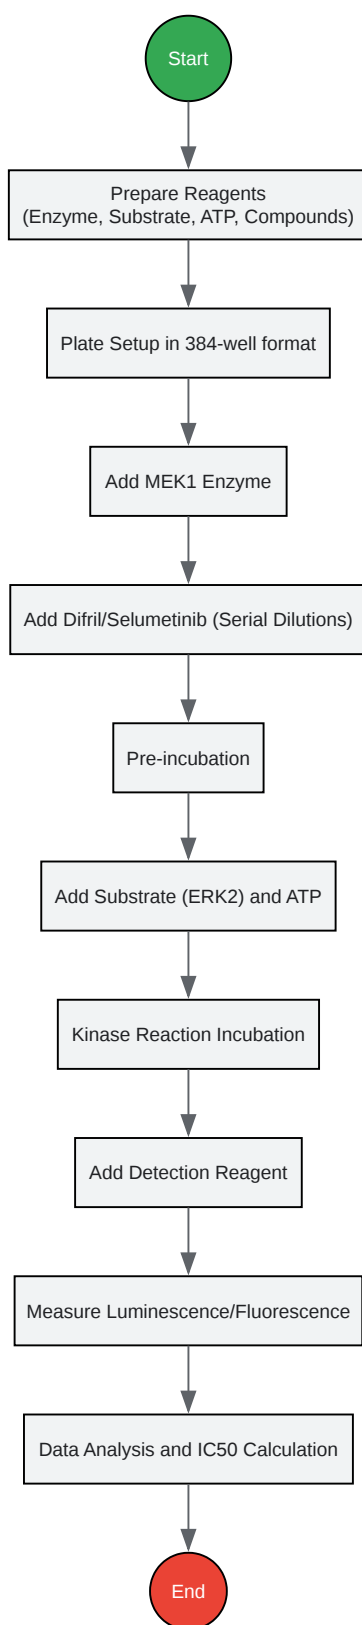 Start
Prepare Reagents
(Enzyme, Substrate, ATP, Compounds)
Plate Setup in 384-well format
Add MEK1 Enzyme
Add Difril/Selumetinib (Serial Dilutions)
Pre-incubation
Add Substrate (ERK2) and ATP
Kinase Reaction Incubation
Add Detection Reagent
Measure Luminescence/Fluorescence
Data Analysis and IC50 Calculation
End